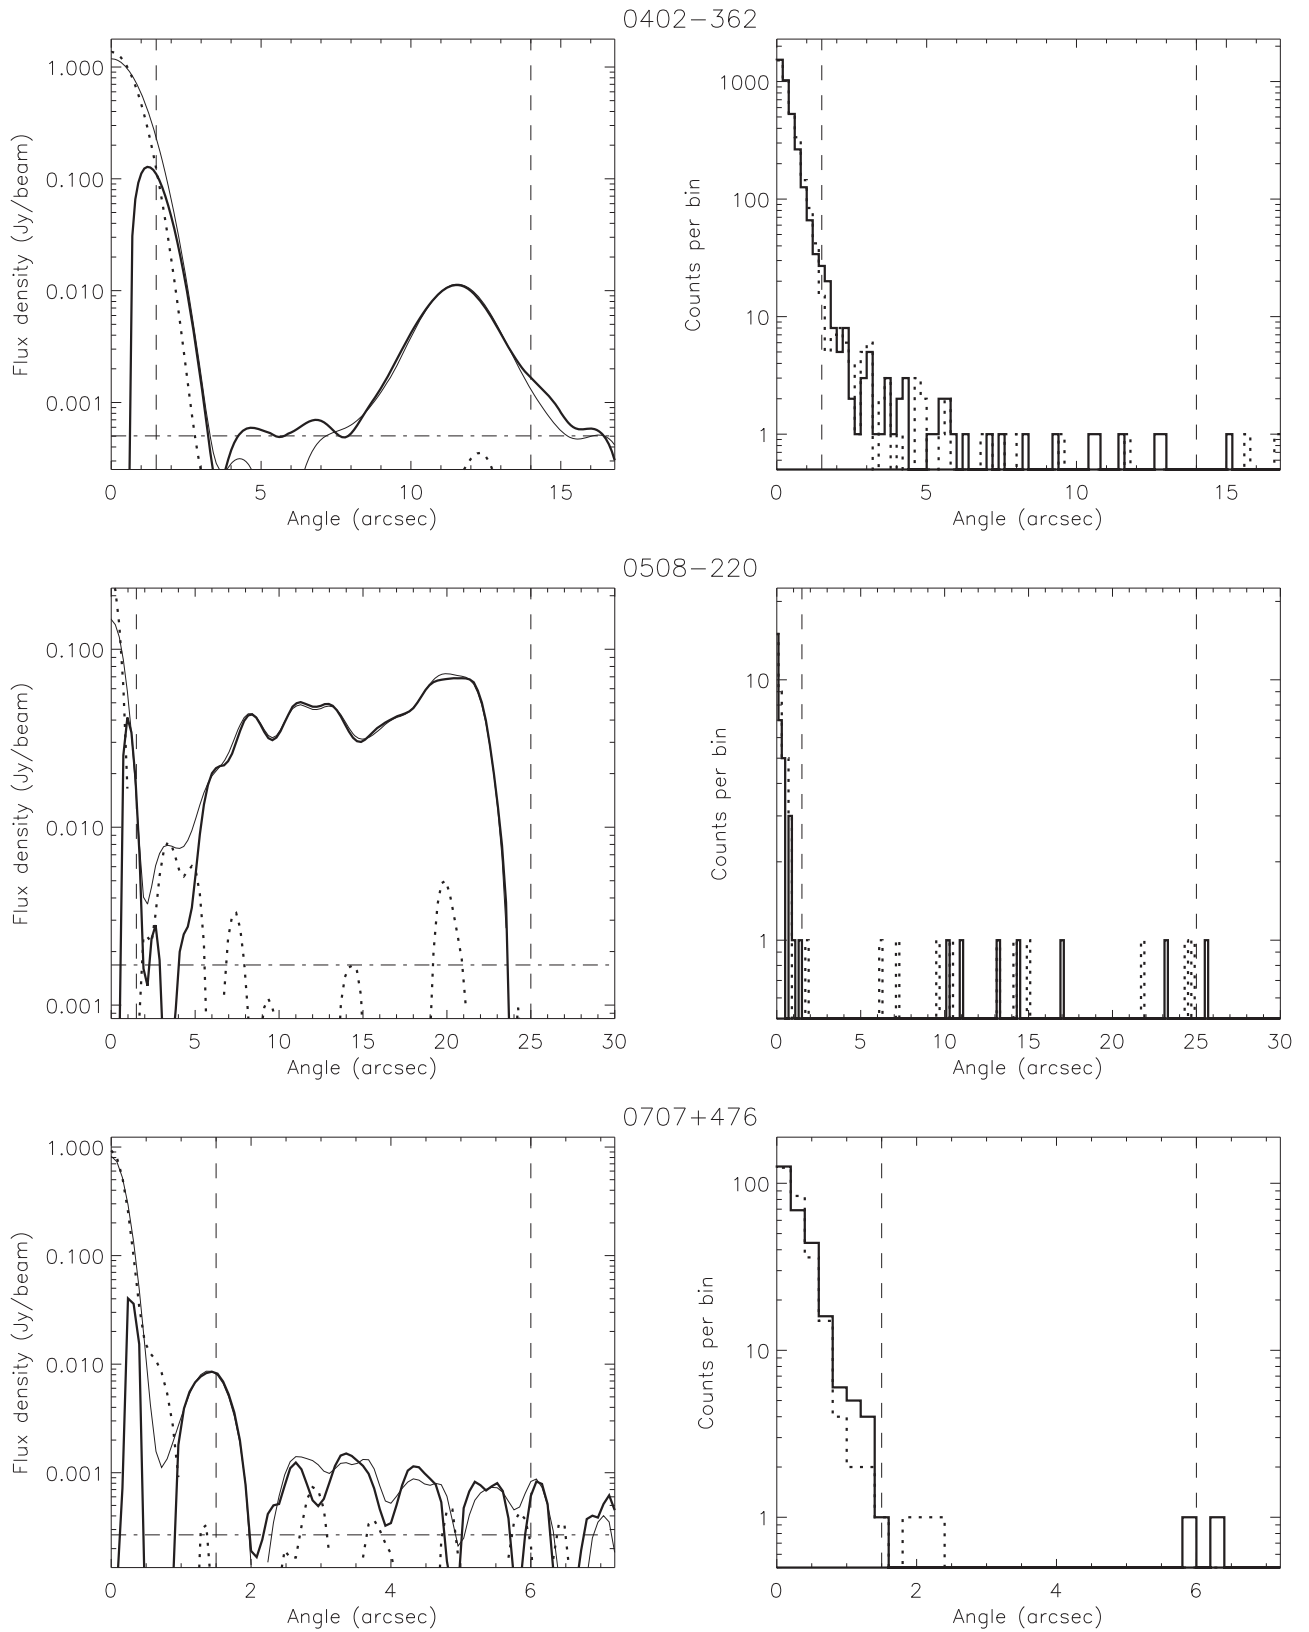 0402−362
1.000
0.100
0.010
0.001
Flux density (Jy/beam)
0 5 10 15
Angle (arcsec)
1000
100
10
1
Counts per bin
0 5 10 15
Angle (arcsec)
0508−220
0.100
0.010
0.001
Flux density (Jy/beam)
0 5 10 15 20 25 30
Angle (arcsec)
10
1
Counts per bin
0 5 10 15 20 25 30
Angle (arcsec)
0707+476
1.000
0.100
0.010
0.001
Flux density (Jy/beam)
0 2 4 6
Angle (arcsec)
100
10
1
Counts per bin
0 2 4 6
Angle (arcsec)